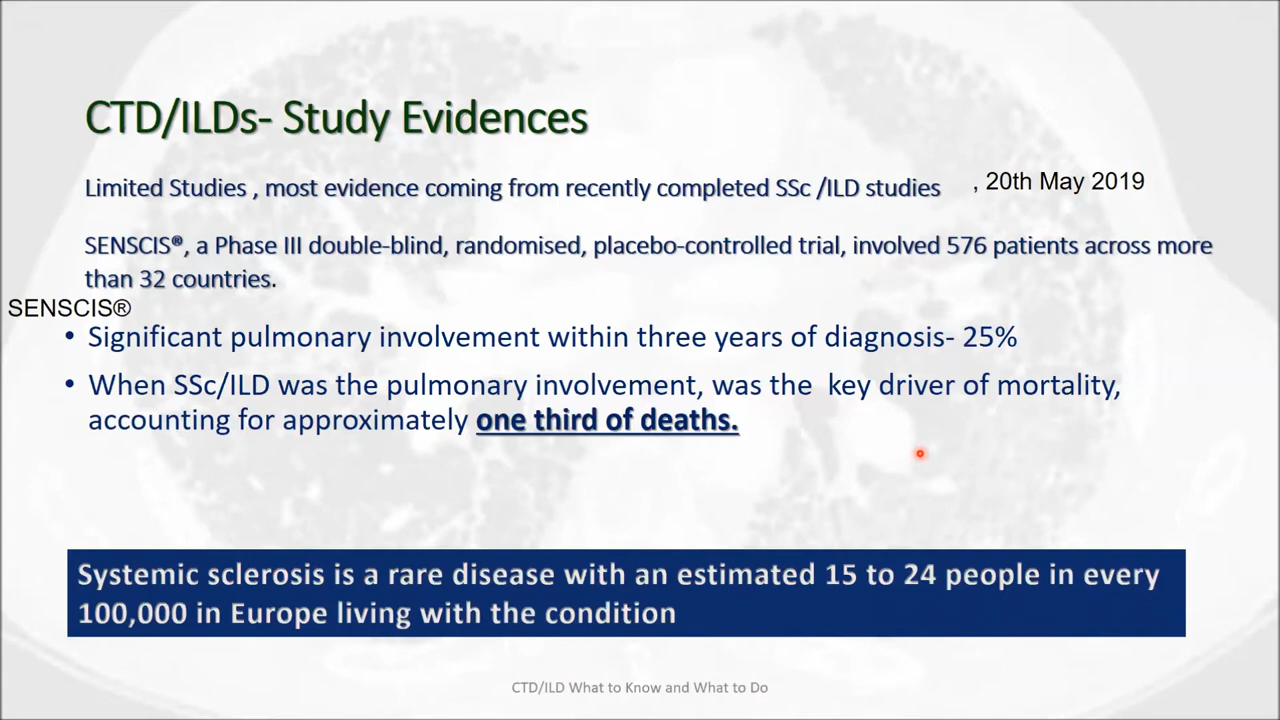 CTD/ILDs- Study Evidences
Limited Studies , most evidence coming from recently completed SSc /ILD studies , 20th May 2019
SENSCIS®, a Phase III double-blind, randomised, placebo-controlled trial, involved 576 patients across more
than 32 countries.
SENSCIS®
• Significant pulmonary involvement within three years of diagnosis- 25%
• When SSc/ILD was the pulmonary involvement, was the key driver of mortality,
accounting for approximately one third of deaths.
Systemic sclerosis is a rare disease with an estimated 15 to 24 people in every
100,000 in Europe living with the condition
CTD/ILD What to Know and What to Do